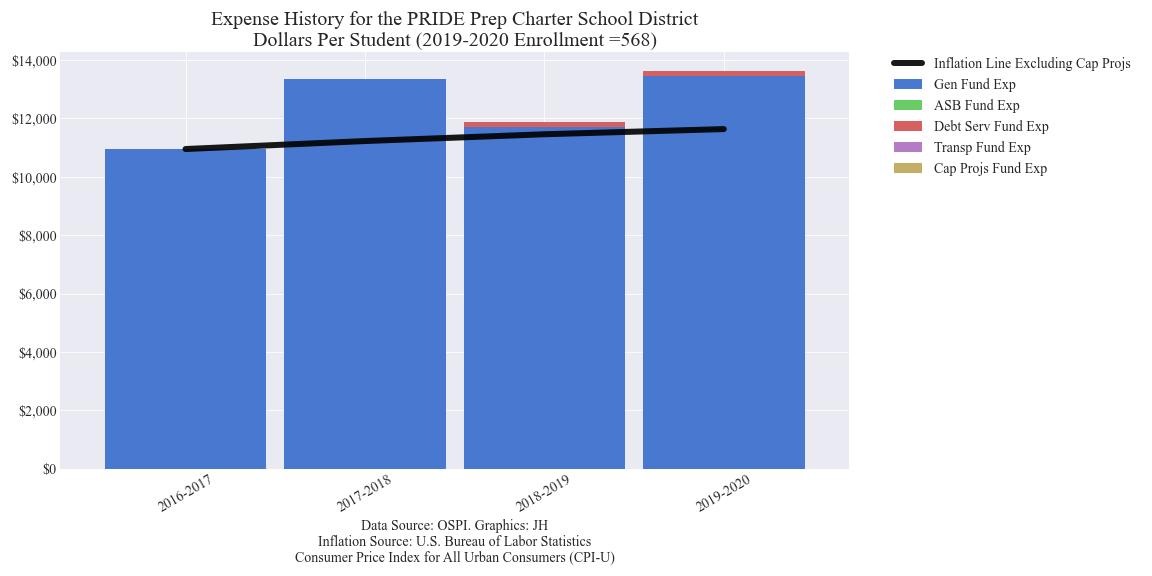 Expense History for the PRIDE Prep Charter School District
Dollars Per Student (2019-2020 Enrollment =568)
$14,000
$12,000
$10,000
$8,000
$6,000
$4,000
$2,000
$0
2016-2017
2017-2018
2018-2019
2019-2020
Inflation Line Excluding Cap Projs
Gen Fund Exp
ASB Fund Exp
Debt Serv Fund Exp
Transp Fund Exp
Cap Projs Fund Exp
Data Source: OSPI. Graphics: JH
Inflation Source: U.S. Bureau of Labor Statistics
Consumer Price Index for All Urban Consumers (CPI-U)